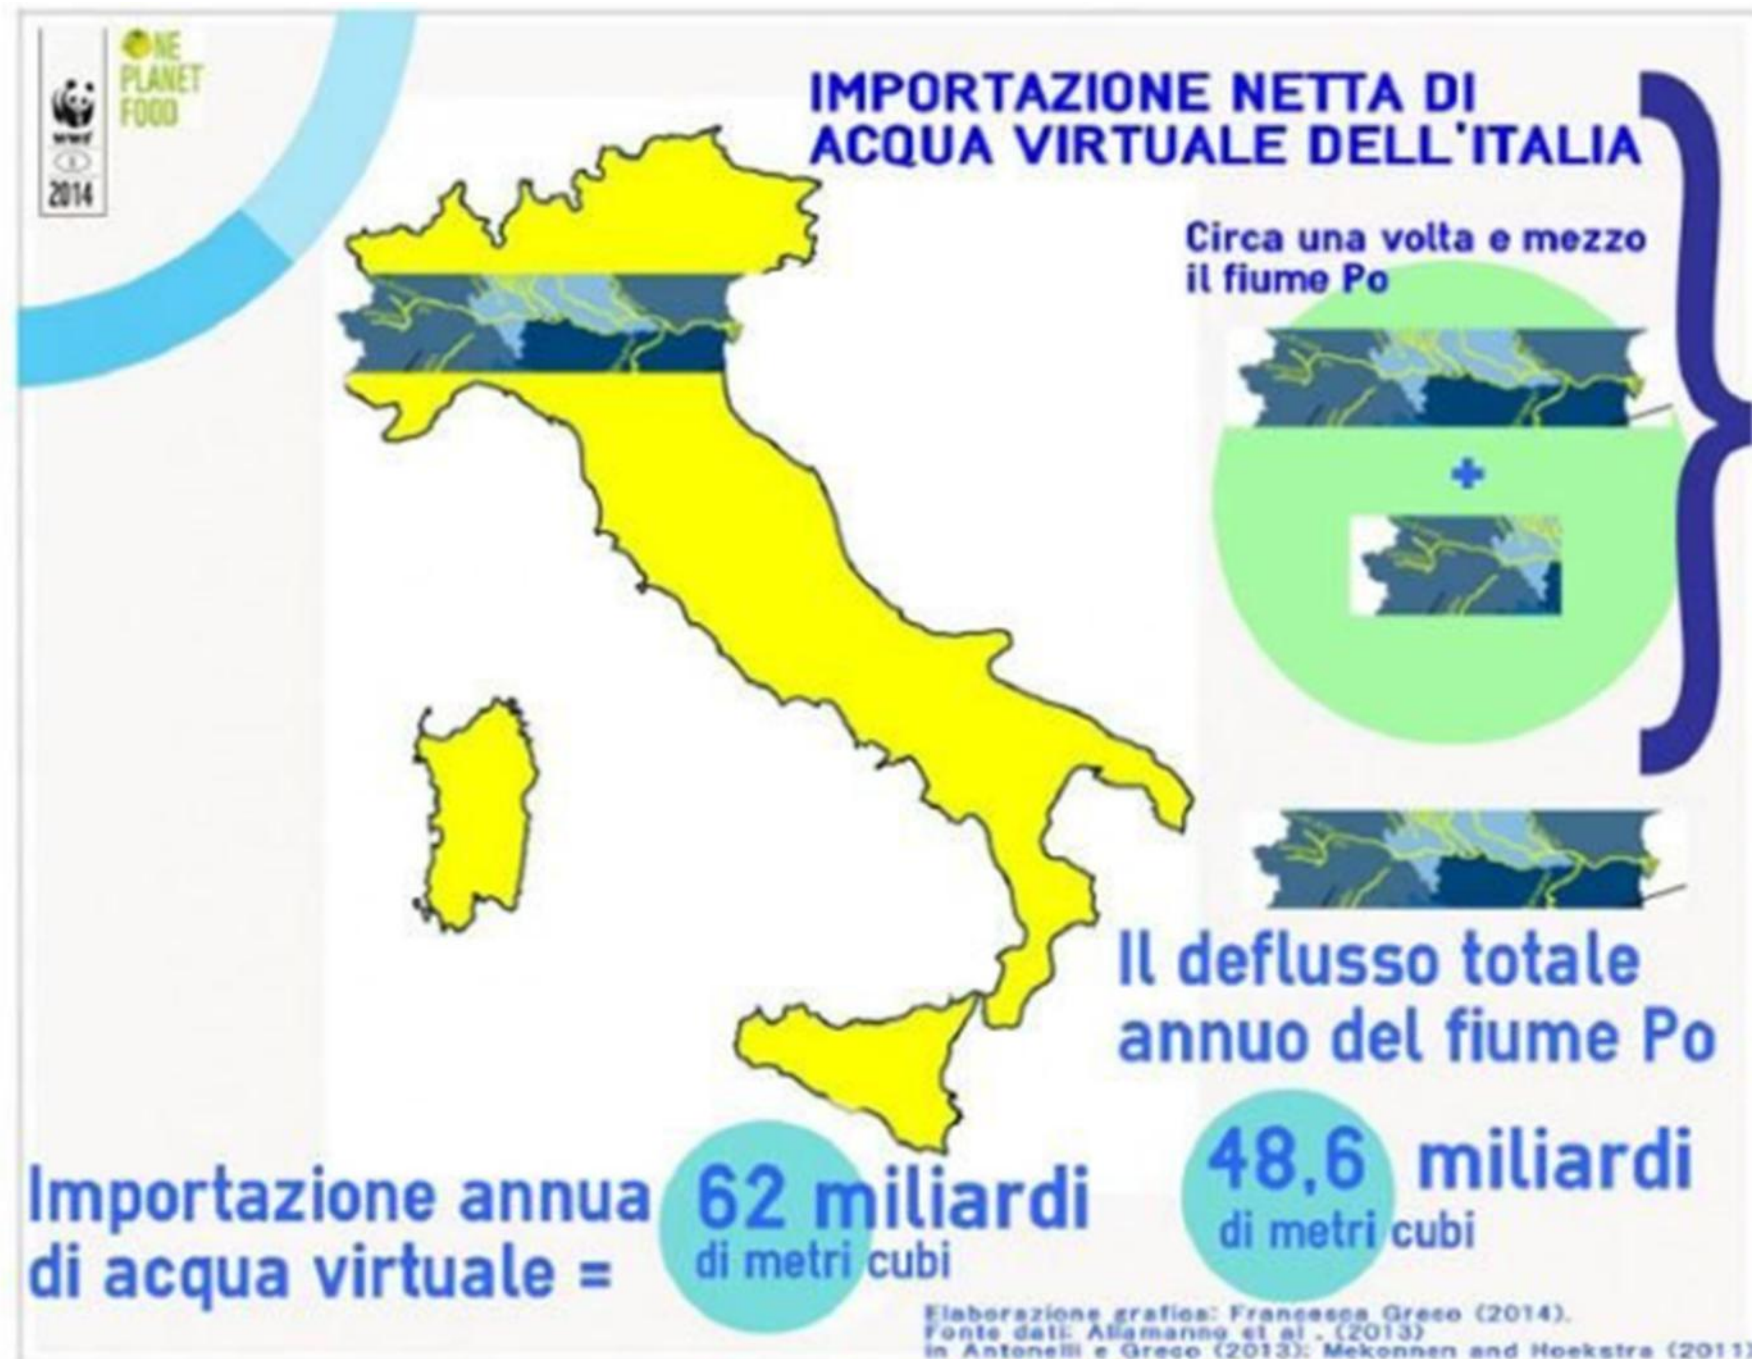 ONE
PLANET
FOOD
WWF
2014
IMPORTAZIONE NETTA DI
ACQUA VIRTUALE DELL'ITALIA
Circa una volta e mezzo
il fiume Po
+
Il deflusso totale
annuo del fiume Po
48,6 miliardi
di metri cubi
Importazione annua
di acqua virtuale =
62 miliardi
di metri cubi
Elaborazione grafica: Francesca Greco (2014).
Fonte dati: Allamanno et al . (2013)
in Antonelli e Greco (2013); Mekonnen and Hoekstra (2011)